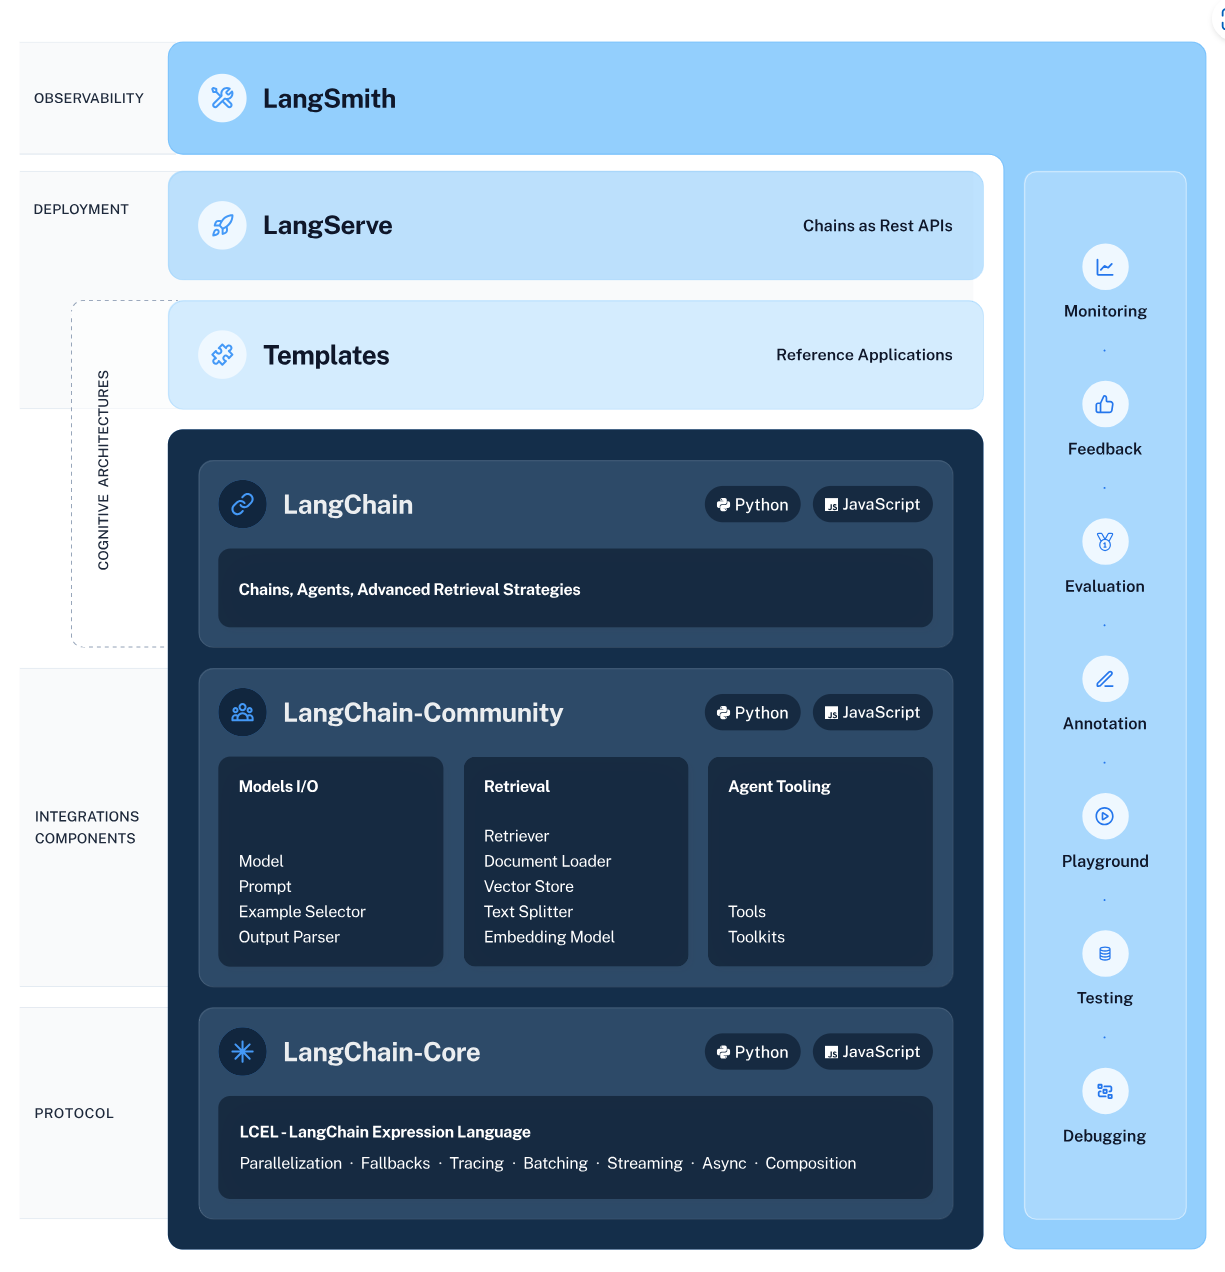 OBSERVABILITY
LangSmith
DEPLOYMENT
LangServe
Chains as Rest APIs
Templates
Reference Applications
COGNITIVE ARCHITECTURES
LangChain
Python
JavaScript
Chains, Agents, Advanced Retrieval Strategies
INTEGRATIONS
COMPONENTS
LangChain-Community
Python
JavaScript
Models I/O
Model
Prompt
Example Selector
Output Parser
Retrieval
Retriever
Document Loader
Vector Store
Text Splitter
Embedding Model
Agent Tooling
Tools
Toolkits
PROTOCOL
LangChain-Core
Python
JavaScript
LCEL - LangChain Expression Language
Parallelization · Fallbacks · Tracing · Batching · Streaming · Async · Composition
Monitoring
Feedback
Evaluation
Annotation
Playground
Testing
Debugging